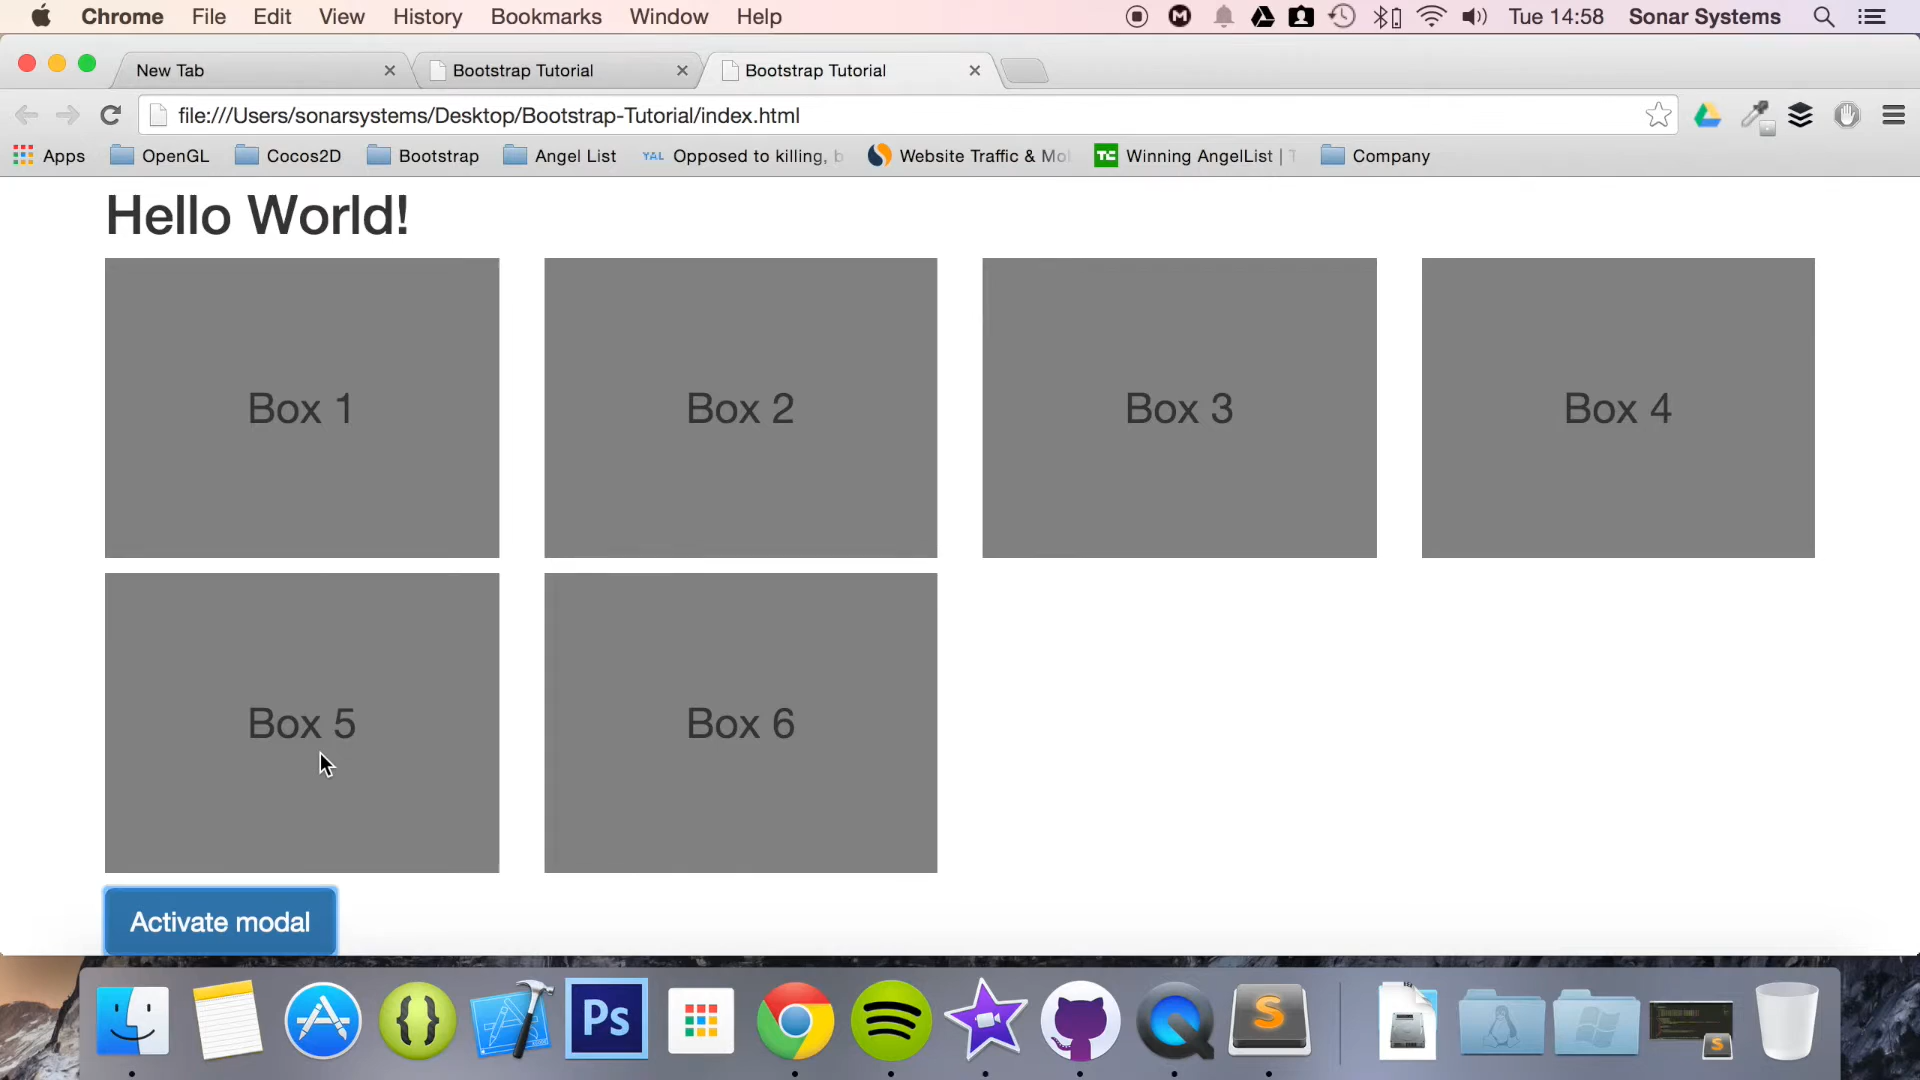 Chrome File Edit View History Bookmarks Window Help Tue 14:58 Sonar Systems
New Tab Bootstrap Tutorial Bootstrap Tutorial
file:///Users/sonarsystems/Desktop/Bootstrap-Tutorial/index.html
Apps OpenGL Cocos2D Bootstrap Angel List YAL Opposed to killing, b Website Traffic & Mo TC Winning AngelList | T Company
Hello World!
Box 1 Box 2 Box 3 Box 4
Box 5 Box 6
Activate modal
Ps S